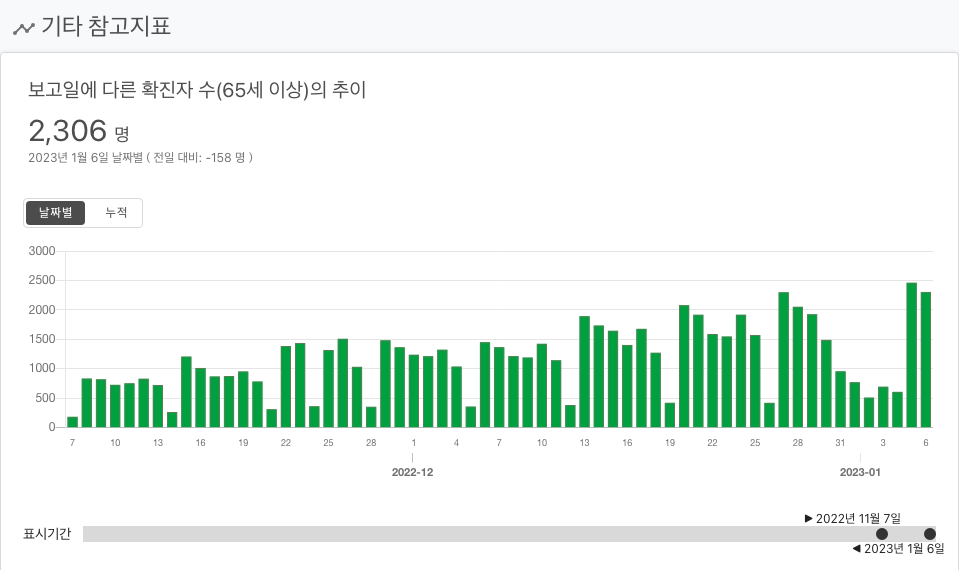 기타 참고지표
보고일에 다른 확진자 수(65세 이상)의 추이
2,306 명
2023년 1월 6일 날짜별 ( 전일 대비: -158 명 )
날짜별 누적
3000
2500
2000
1500
1000
500
0
7 10 13 16 19 22 25 28 1 4 7 10 13 16 19 22 25 28 31 3 6
2022-12 2023-01
▶ 2022년 11월 7일
표시기간
◀ 2023년 1월 6일